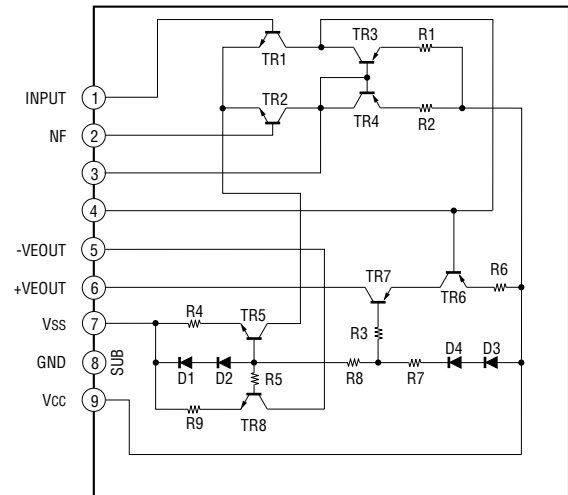 TR3
R1
TR1
INPUT
1
TR2
TR4
R2
NF
2
3
4
-VEOUT
5
TR7
R6
+VEOUT
6
TR6
R4
TR5
R3
VSS
7
D4
D3
GND
8
SUB
D1
D2
R5
R8
R7
VCC
9
R9
TR8